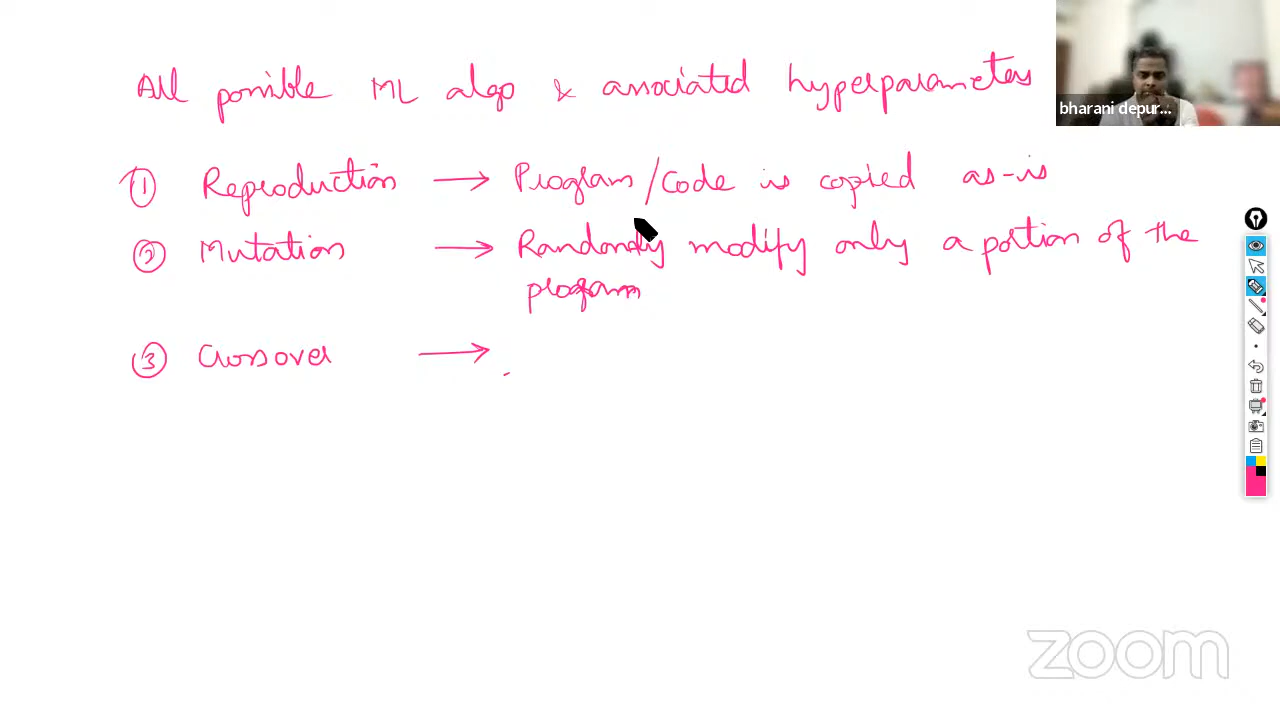 All possible ML algo & associated hyperparameters
bharani depur...
① Reproduction → Program/Code is copied as-is
② Mutation → Randomly modify only a portion of the
program
③ Crossover →
zoom